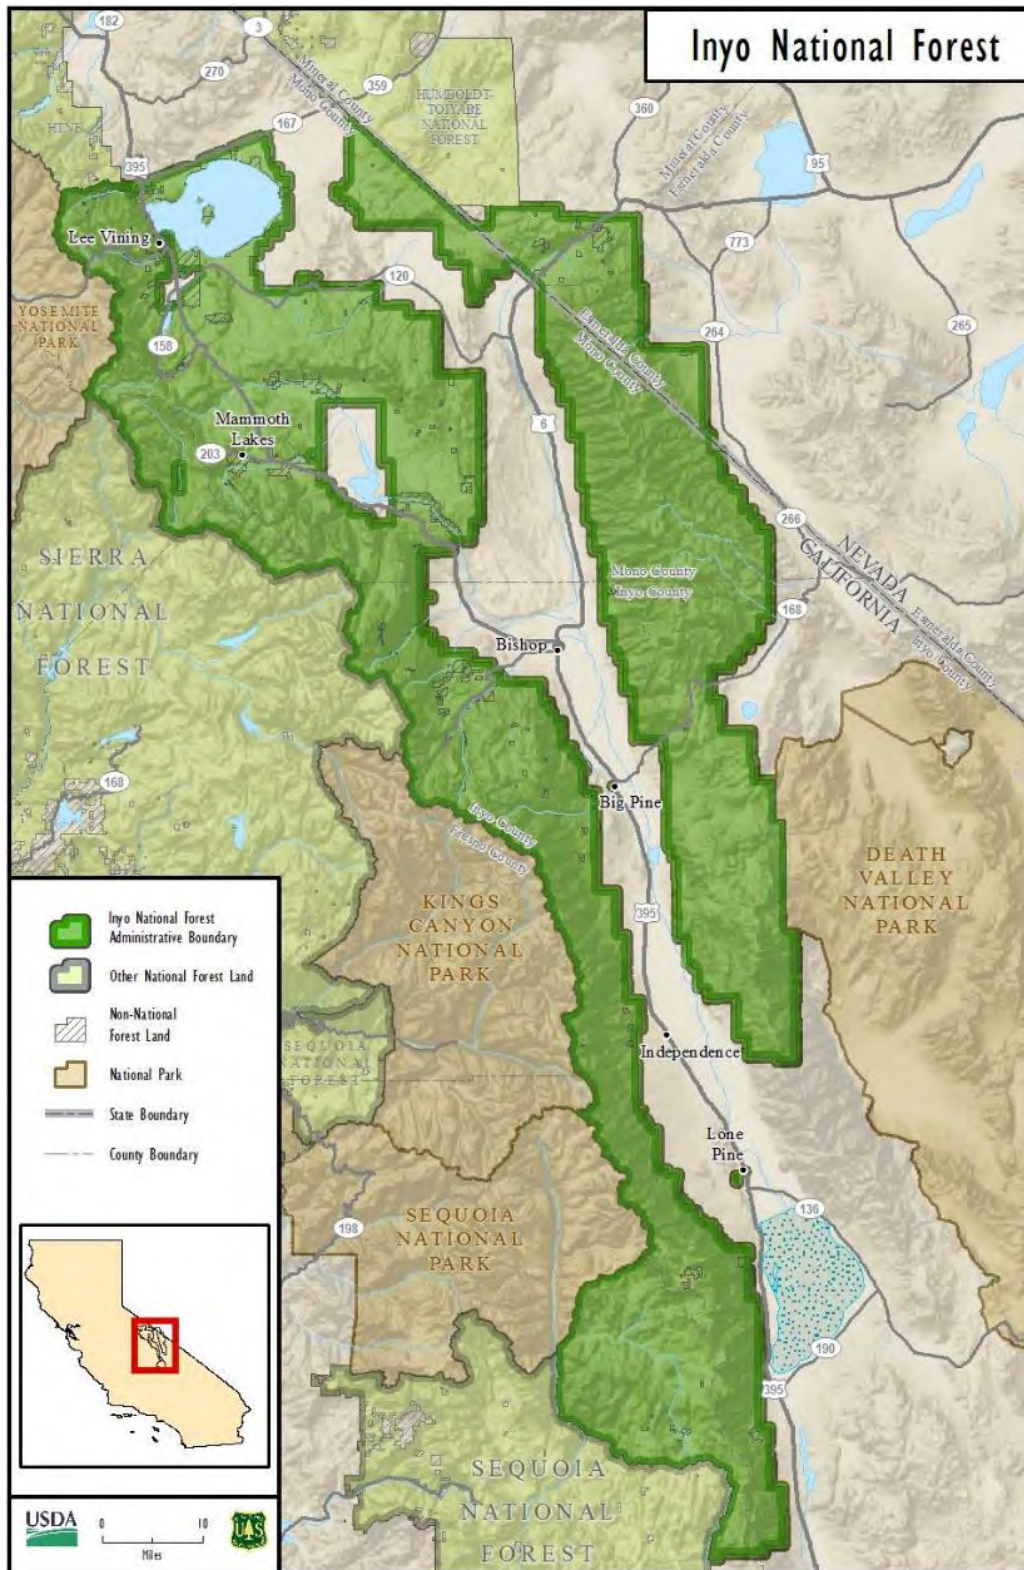 Inyo National Forest
182
3
270
359
Mineral County
Mono County
HUMBOLDT-
TOIYABE
NATIONAL
FOREST
167
360
Mineral County
Esmeralda County
95
395
Lee Vining
120
773
YOSEMITE
NATIONAL
PARK
158
264
265
Esmeralda County
Mono County
6
Mammoth
Lakes
203
266
NEVADA
CALIFORNIA
SIERRA
NATIONAL
FOREST
Mono County
Inyo County
168
Esmeralda County
Inyo County
Bishop
168
Big Pine
Inyo County
Fresno County
DEATH
VALLEY
NATIONAL
PARK
KINGS
CANYON
NATIONAL
PARK
395
Inyo National Forest
Administrative Boundary
Other National Forest Land
Non-National
Forest Land
National Park
State Boundary
County Boundary
SEQUOIA
NATIONAL
FOREST
Independence
Lone
Pine
136
198
SEQUOIA
NATIONAL
PARK
190
395
SEQUOIA
NATIONAL
FOREST
USDA
0 10
Miles
U S